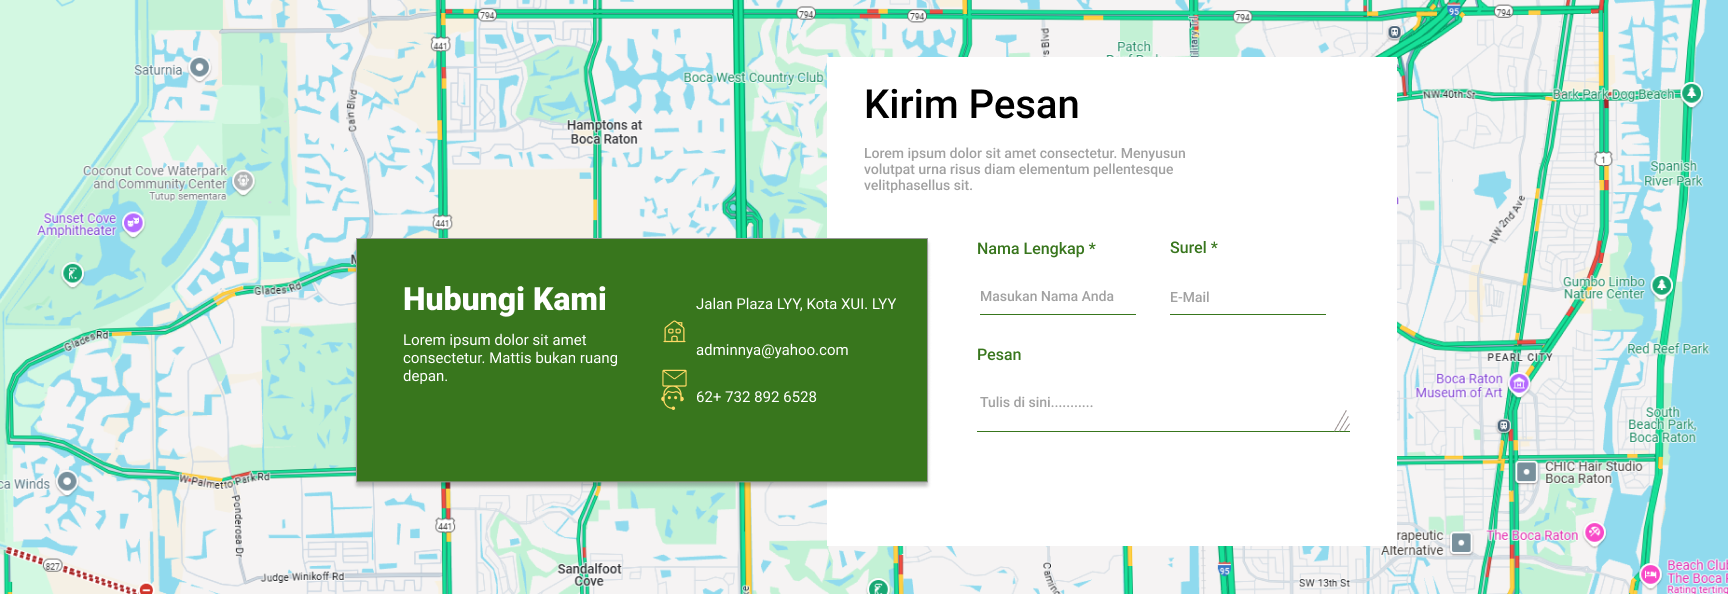 794
794
794
95
794
794
441
Patch
Blvd S
Military
Saturnia
Boca West Country Club
Cain Blvd
Hamptons at
Boca Raton
NW 40th St
Bark Park Dog Beach
Kirim Pesan
Lorem ipsum dolor sit amet consectetur. Menyusun
volutpat urna risus diam elementum pellentesque
velitphasellus sit.
1
Spanish
River Park
Coconut Cove Waterpark
and Community Center
Tutup sementara
Sunset Cove
Amphitheater
441
NW 2nd Ave
Glades Rd
Glades Rd
Gumbo Limbo
Nature Center
Hubungi Kami
Lorem ipsum dolor sit amet
consectetur. Mattis bukan ruang
depan.
Jalan Plaza LYY, Kota XUI. LYY
adminnya@yahoo.com
62+ 732 892 6528
Nama Lengkap *
Surel *
Masukan Nama Anda
E-Mail
Pesan
Tulis di sini...........
PEARL CITY
Red Reef Park
Boca Raton
Museum of Art
South
Beach Park,
Boca Raton
CHIC Hair Studio
Boca Raton
ca Winds
W Palmetto Park Rd
Ponderosa Dr
441
The Boca Raton
rapeutic
Alternative
827
Judge Winikoff Rd
Sandalfoot
Cove
Camino
95
SW 13th St
Beach Clu
The Boca R
Rating terting